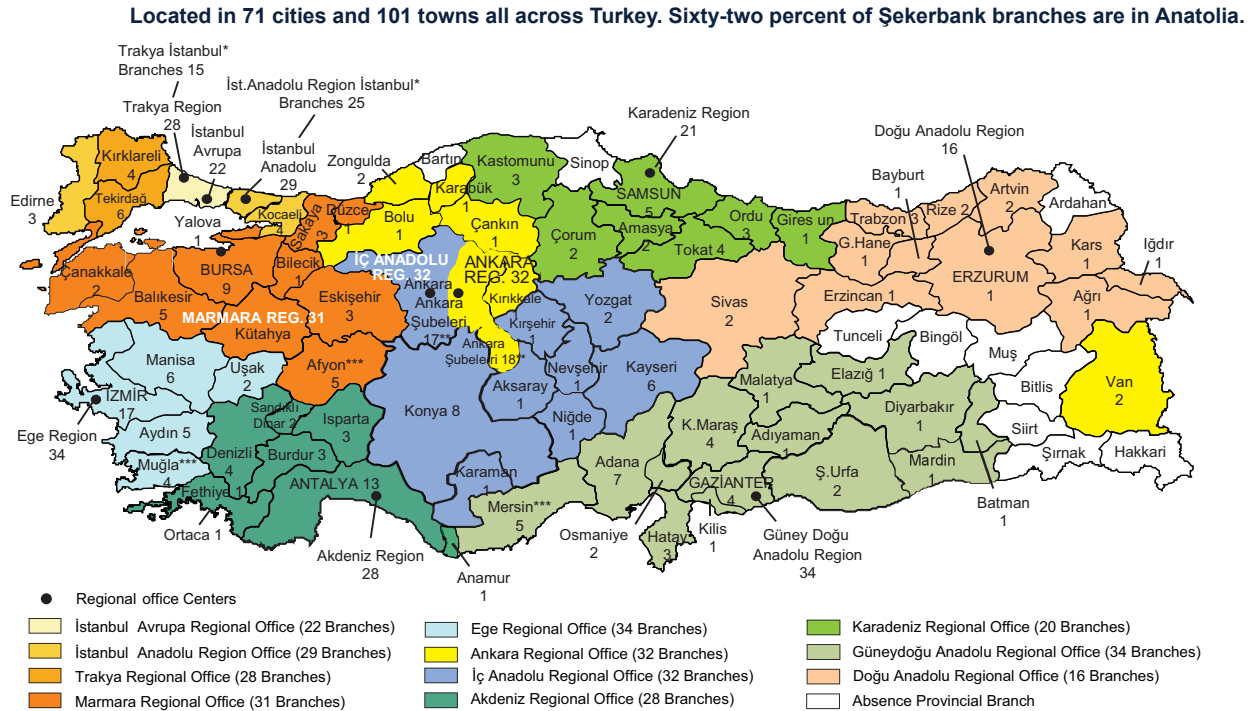 Located in 71 cities and 101 towns all across Turkey. Sixty-two percent of Şekerbank branches are in Anatolia.
Trakya İstanbul*
Branches 15
İst.Anadolu Region İstanbul*
Branches 25
Trakya Region
28
İstanbul
Avrupa
22
İstanbul
Anadolu
29
Karadeniz Region
21
Doğu Anadolu Region
16
Kırklareli
4
Tekirdağ
6
Edirne
3
Yalova
1
Kocaeli
4
Sakaya
3
Düzce
1
Zongulda
2
Bartın
Karabük
1
Bolu
1
Çankırı
1
Kastomunu
3
Sinop
SAMSUN
5
Amasya
2
Çorum
2
Tokat 4
Ordu
3
Gires un
1
Trabzon 3
Rize 2
Artvin
2
Ardahan
Bayburt
1
G.Hane
1
Kars
1
Iğdır
1
Ağrı
1
ERZURUM
1
Erzincan 1
Sivas
2
Çanakkale
2
BURSA
9
Bilecik
1
Balıkesir
5
MARMARA REG. 31
Kütahya
Eskişehir
3
Afyon***
5
İÇ ANADOLU
REG. 32
Ankara
Ankara
Şubeleri
17**
ANKARA
REG. 32
Kırıkkale
Ankara
Şubeleri 18**
Kırşehir
1
Yozgat
2
Nevşehir
1
Kayseri
6
Aksaray
1
Niğde
1
Konya 8
Karaman
1
Manisa
6
Uşak
2
İZMİR
17
Ege Region
34
Aydın 5
Muğla***
4
Sandıklı
Dinar 2
Isparta
3
Denizli
4
Burdur 3
Fethiye 1
Ortaca 1
ANTALYA 13
Akdeniz Region
28
Anamur
1
Mersin***
5
Adana
7
Osmaniye
2
Hatay
3
Kilis
1
GAZİANTEP
4
K.Maraş
4
Malatya
1
Adıyaman
1
Elazığ 1
Tunceli
Bingöl
Muş
Bitlis
Van
2
Diyarbakır
1
Siirt
Şırnak
Hakkari
Mardin
1
Batman
1
Ş.Urfa
2
Güney Doğu
Anadolu Region
34
Regional office Centers
İstanbul Avrupa Regional Office (22 Branches)
İstanbul Anadolu Region Office (29 Branches)
Trakya Regional Office (28 Branches)
Marmara Regional Office (31 Branches)
Ege Regional Office (34 Branches)
Ankara Regional Office (32 Branches)
İç Anadolu Regional Office (32 Branches)
Akdeniz Regional Office (28 Branches)
Karadeniz Regional Office (20 Branches)
Güneydoğu Anadolu Regional Office (34 Branches)
Doğu Anadolu Regional Office (16 Branches)
Absence Provincial Branch